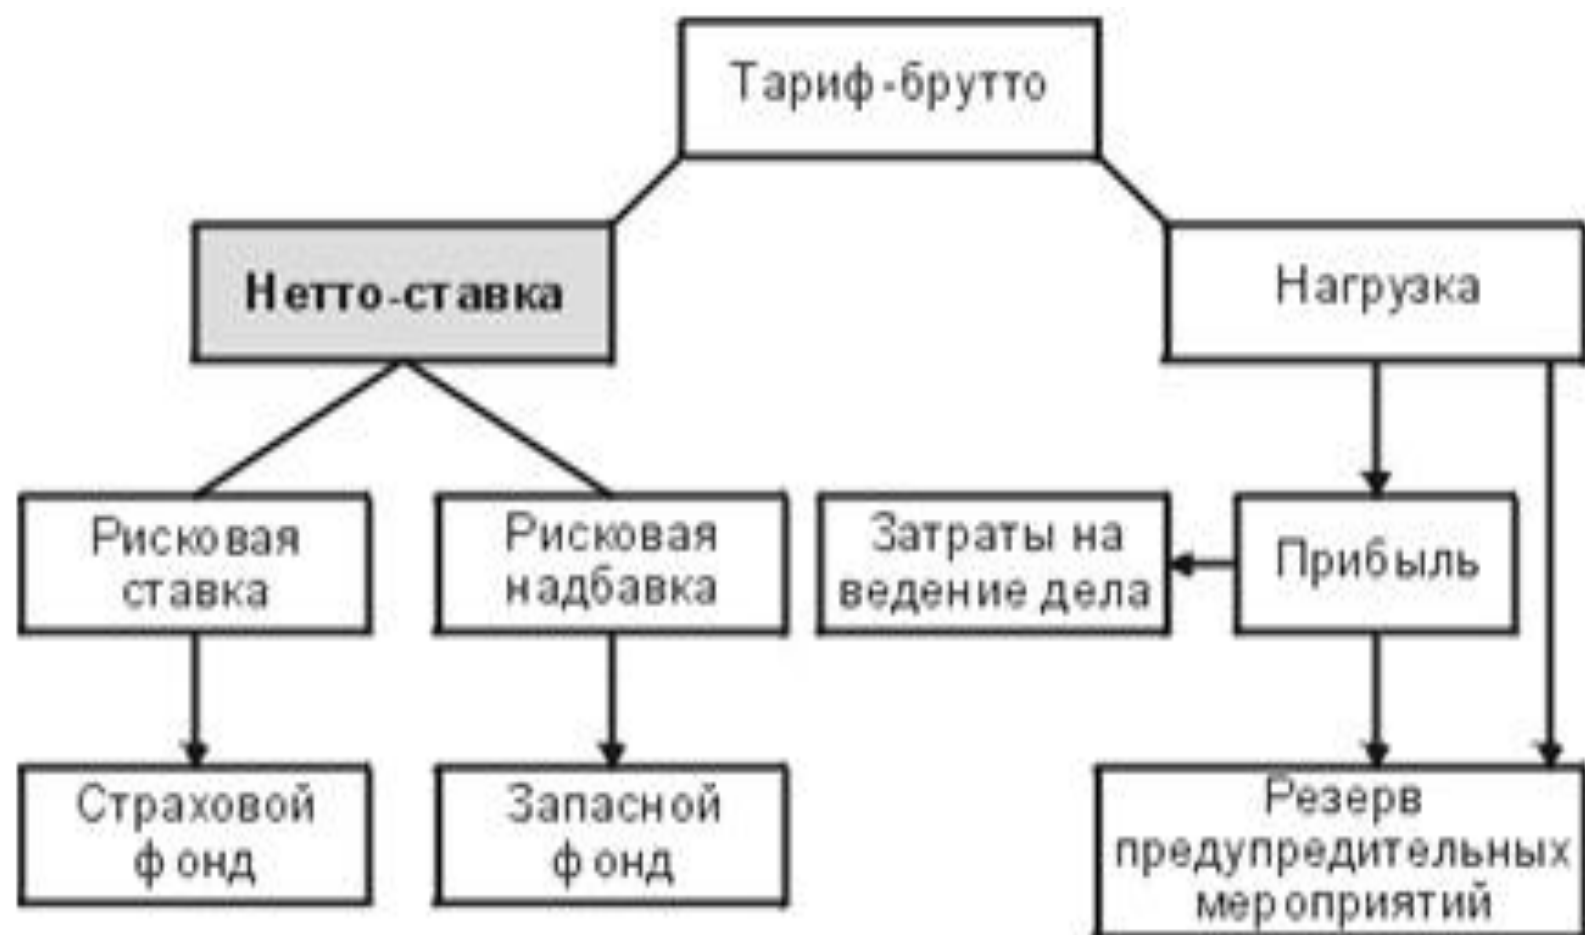 Тариф-брутто
Нетто-ставка
Нагрузка
Рисковая
ставка
Рисковая
надбавка
Затраты на
ведение дела
Прибыль
Страховой
фонд
Запасной
фонд
Резерв
предупредительных
мероприятий